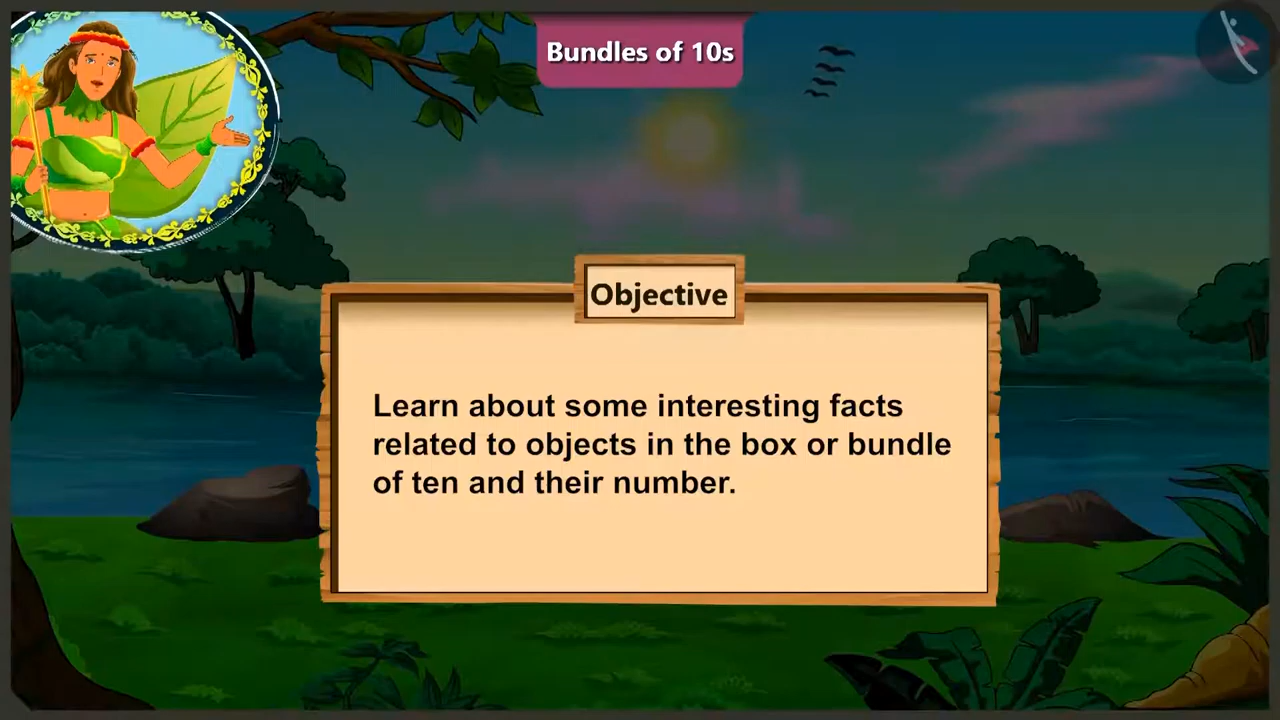 Bundles of 10s
Objective
Learn about some interesting facts
related to objects in the box or bundle
of ten and their number.